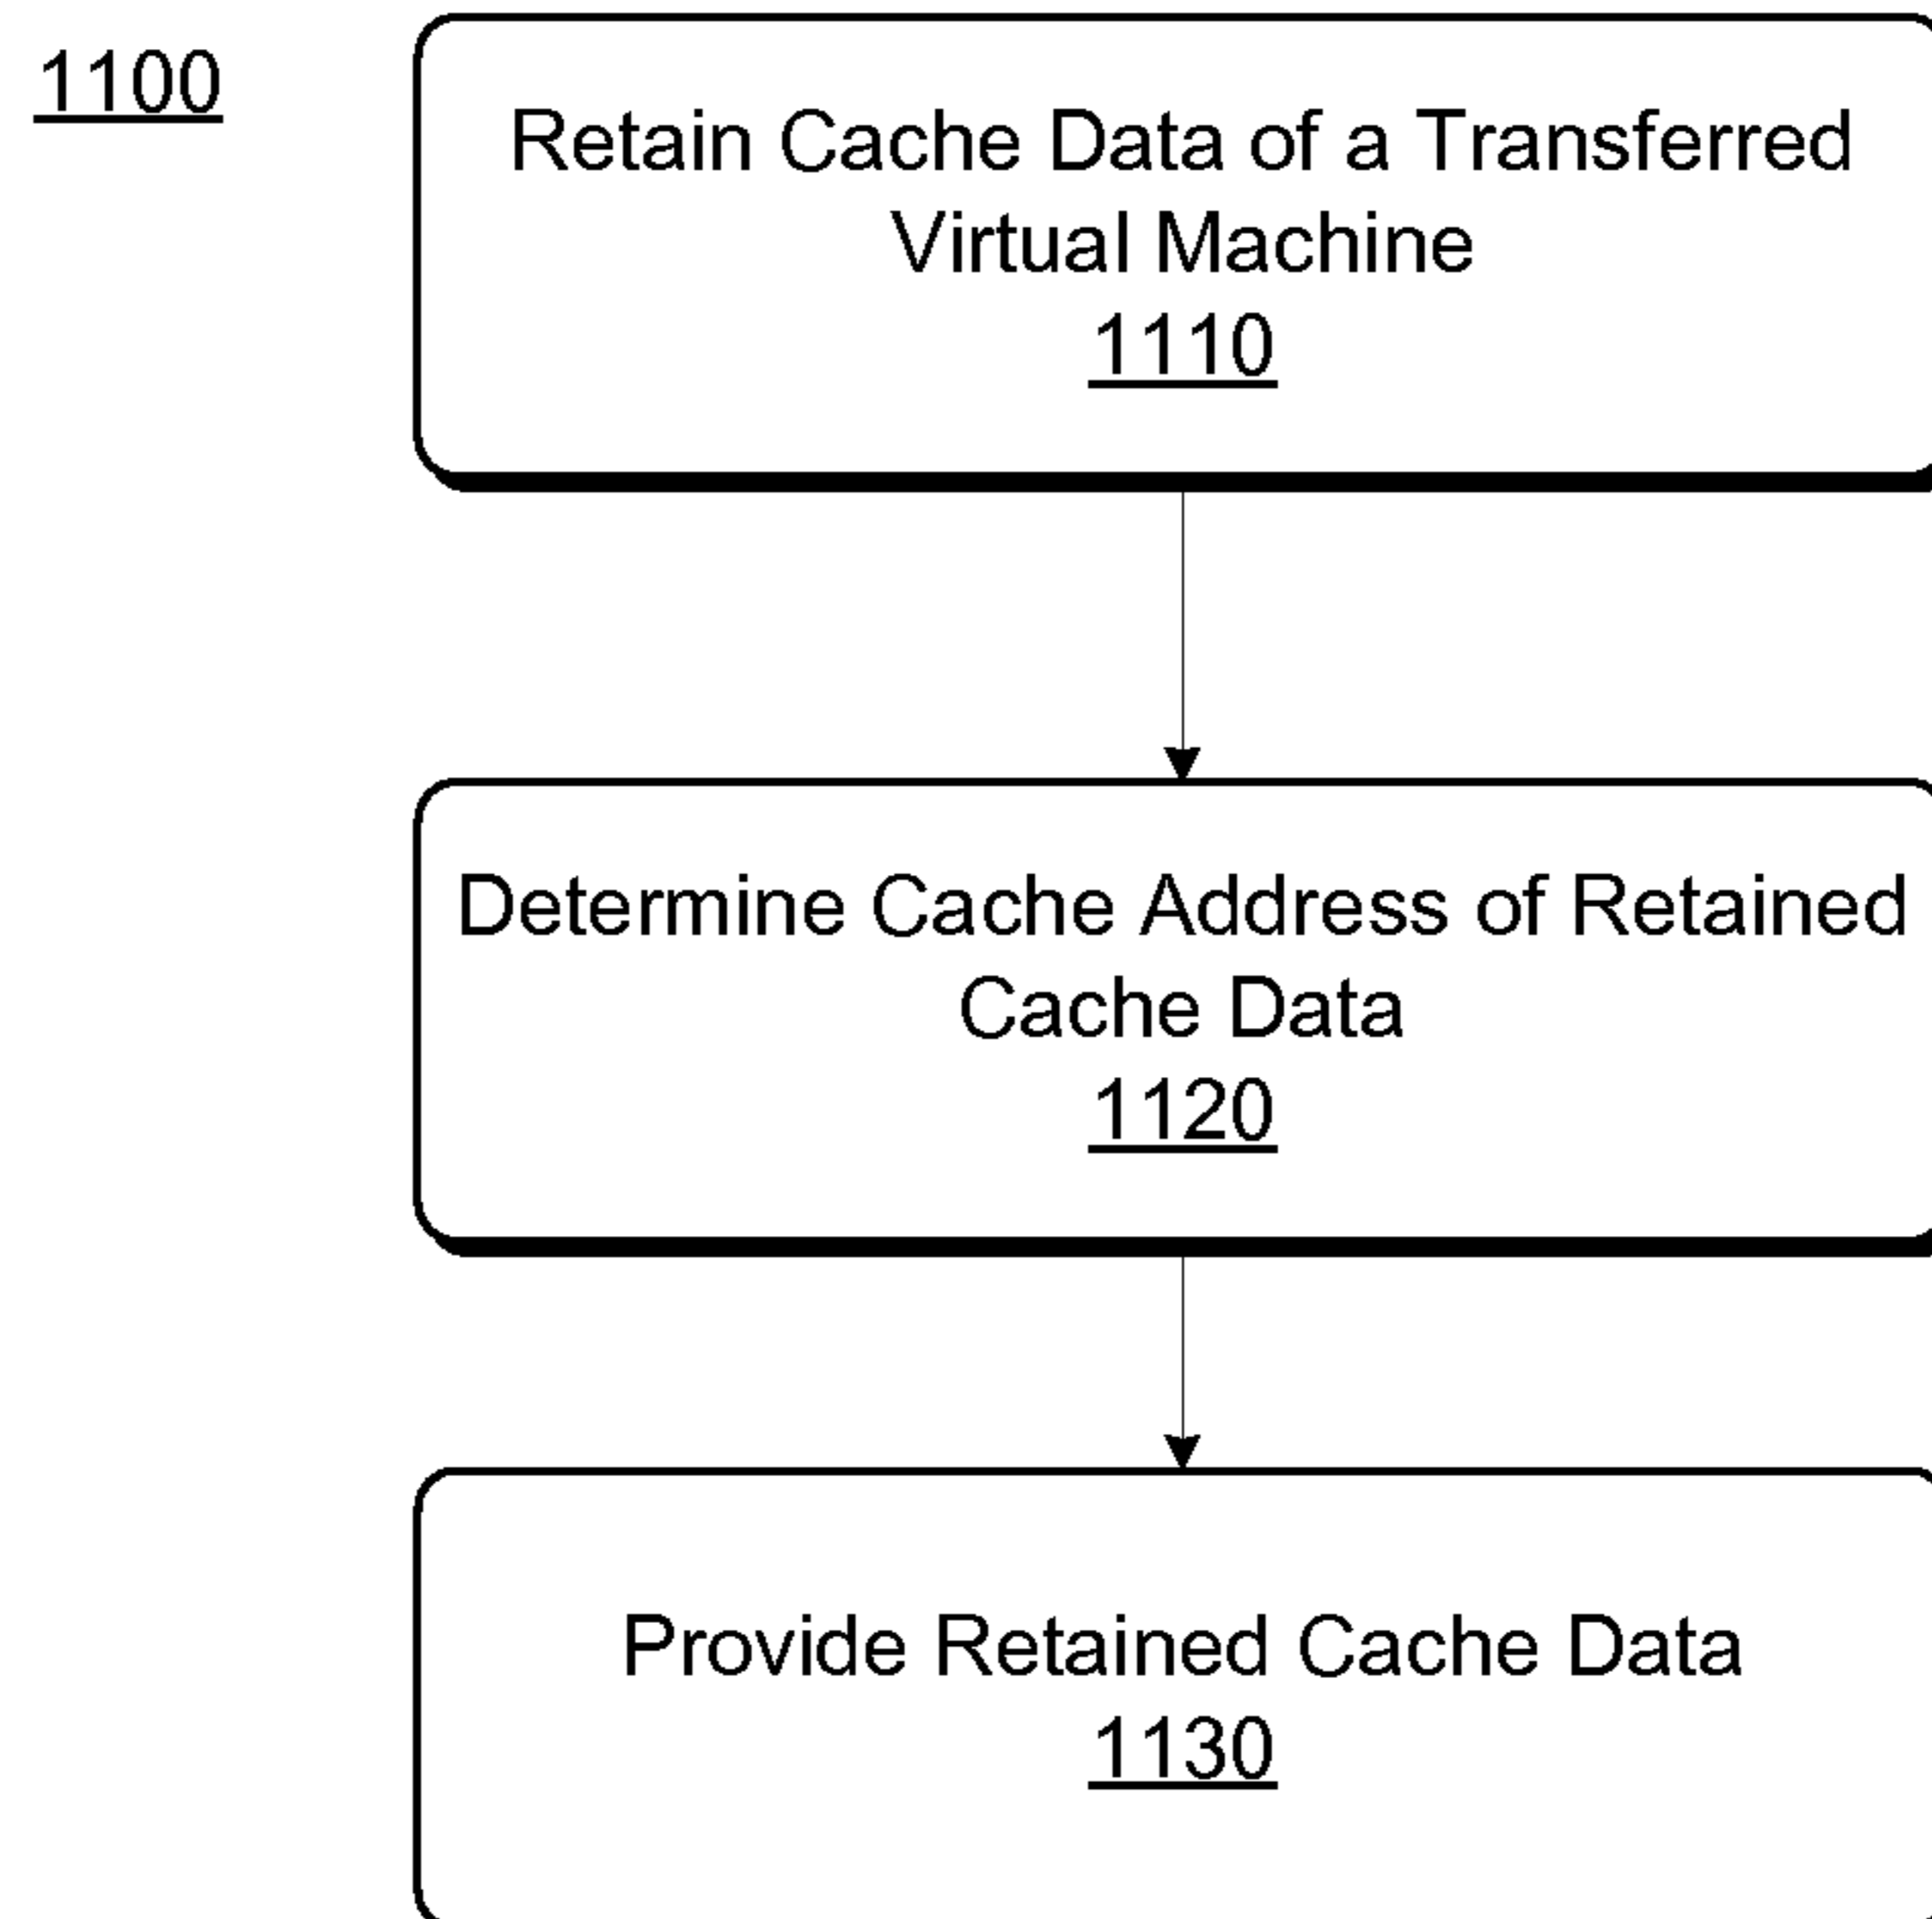 1100
Retain Cache Data of a Transferred
Virtual Machine
1110
Determine Cache Address of Retained
Cache Data
1120
Provide Retained Cache Data
1130